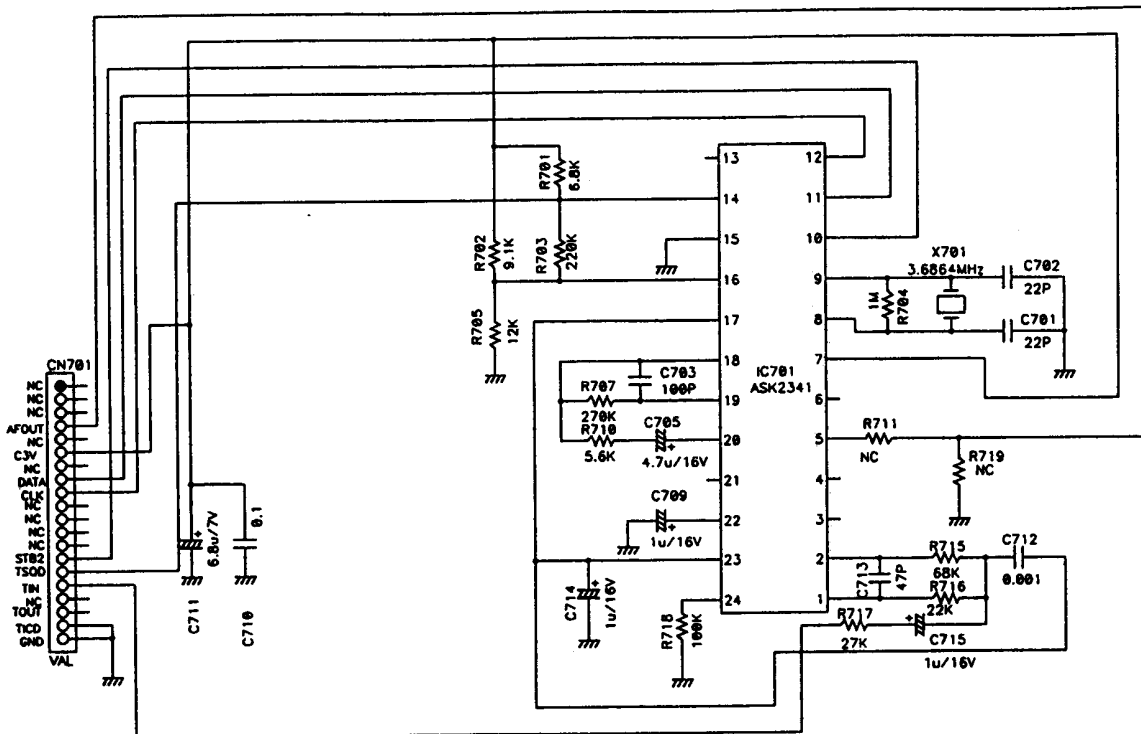 CN701
NC
NC
NC
AFOUT
NC
C3V
NC
DATA
CLK
NC
NC
NC
NC
STB2
TSQD
TIN
NC
TOUT
TICD
GND
VAL
C711
6.8u/7V
+
C710
0.1
R701
6.8K
R702
9.1K
R703
220K
R705
12K
C703
100P
R707
270K
R710
5.6K
C705
+
4.7u/16V
C709
+
1u/16V
C714
+
1u/16V
R718
100K
IC701
ASK2341
13
14
15
16
17
18
19
20
21
22
23
24
12
11
10
9
8
7
6
5
4
3
2
1
X701
3.6864MHz
1M
R704
C702
22P
C701
22P
R711
NC
R719
NC
R715
68K
C712
0.001
C713
47P
R716
22K
R717
27K
+
C715
1u/16V